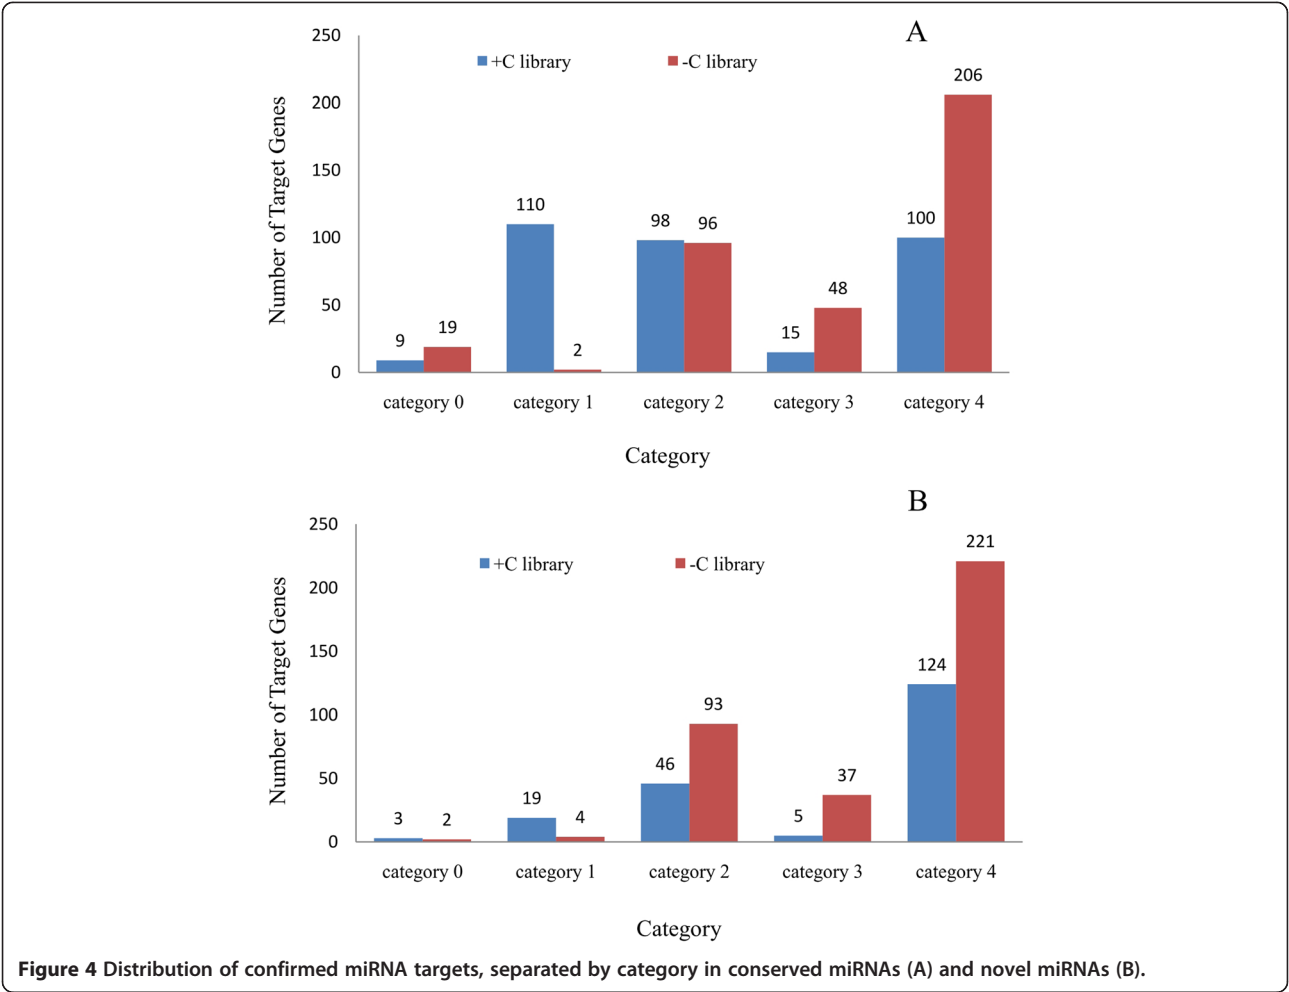 A
250
+C library
-C library
206
200
Number of Target Genes
150
110
98
96
100
100
50
48
9
19
2
15
0
category 0
category 1
category 2
category 3
category 4
Category
B
250
+C library
-C library
221
200
Number of Target Genes
150
124
100
93
50
46
37
3
2
19
4
5
0
category 0
category 1
category 2
category 3
category 4
Category
Figure 4 Distribution of confirmed miRNA targets, separated by category in conserved miRNAs (A) and novel miRNAs (B).